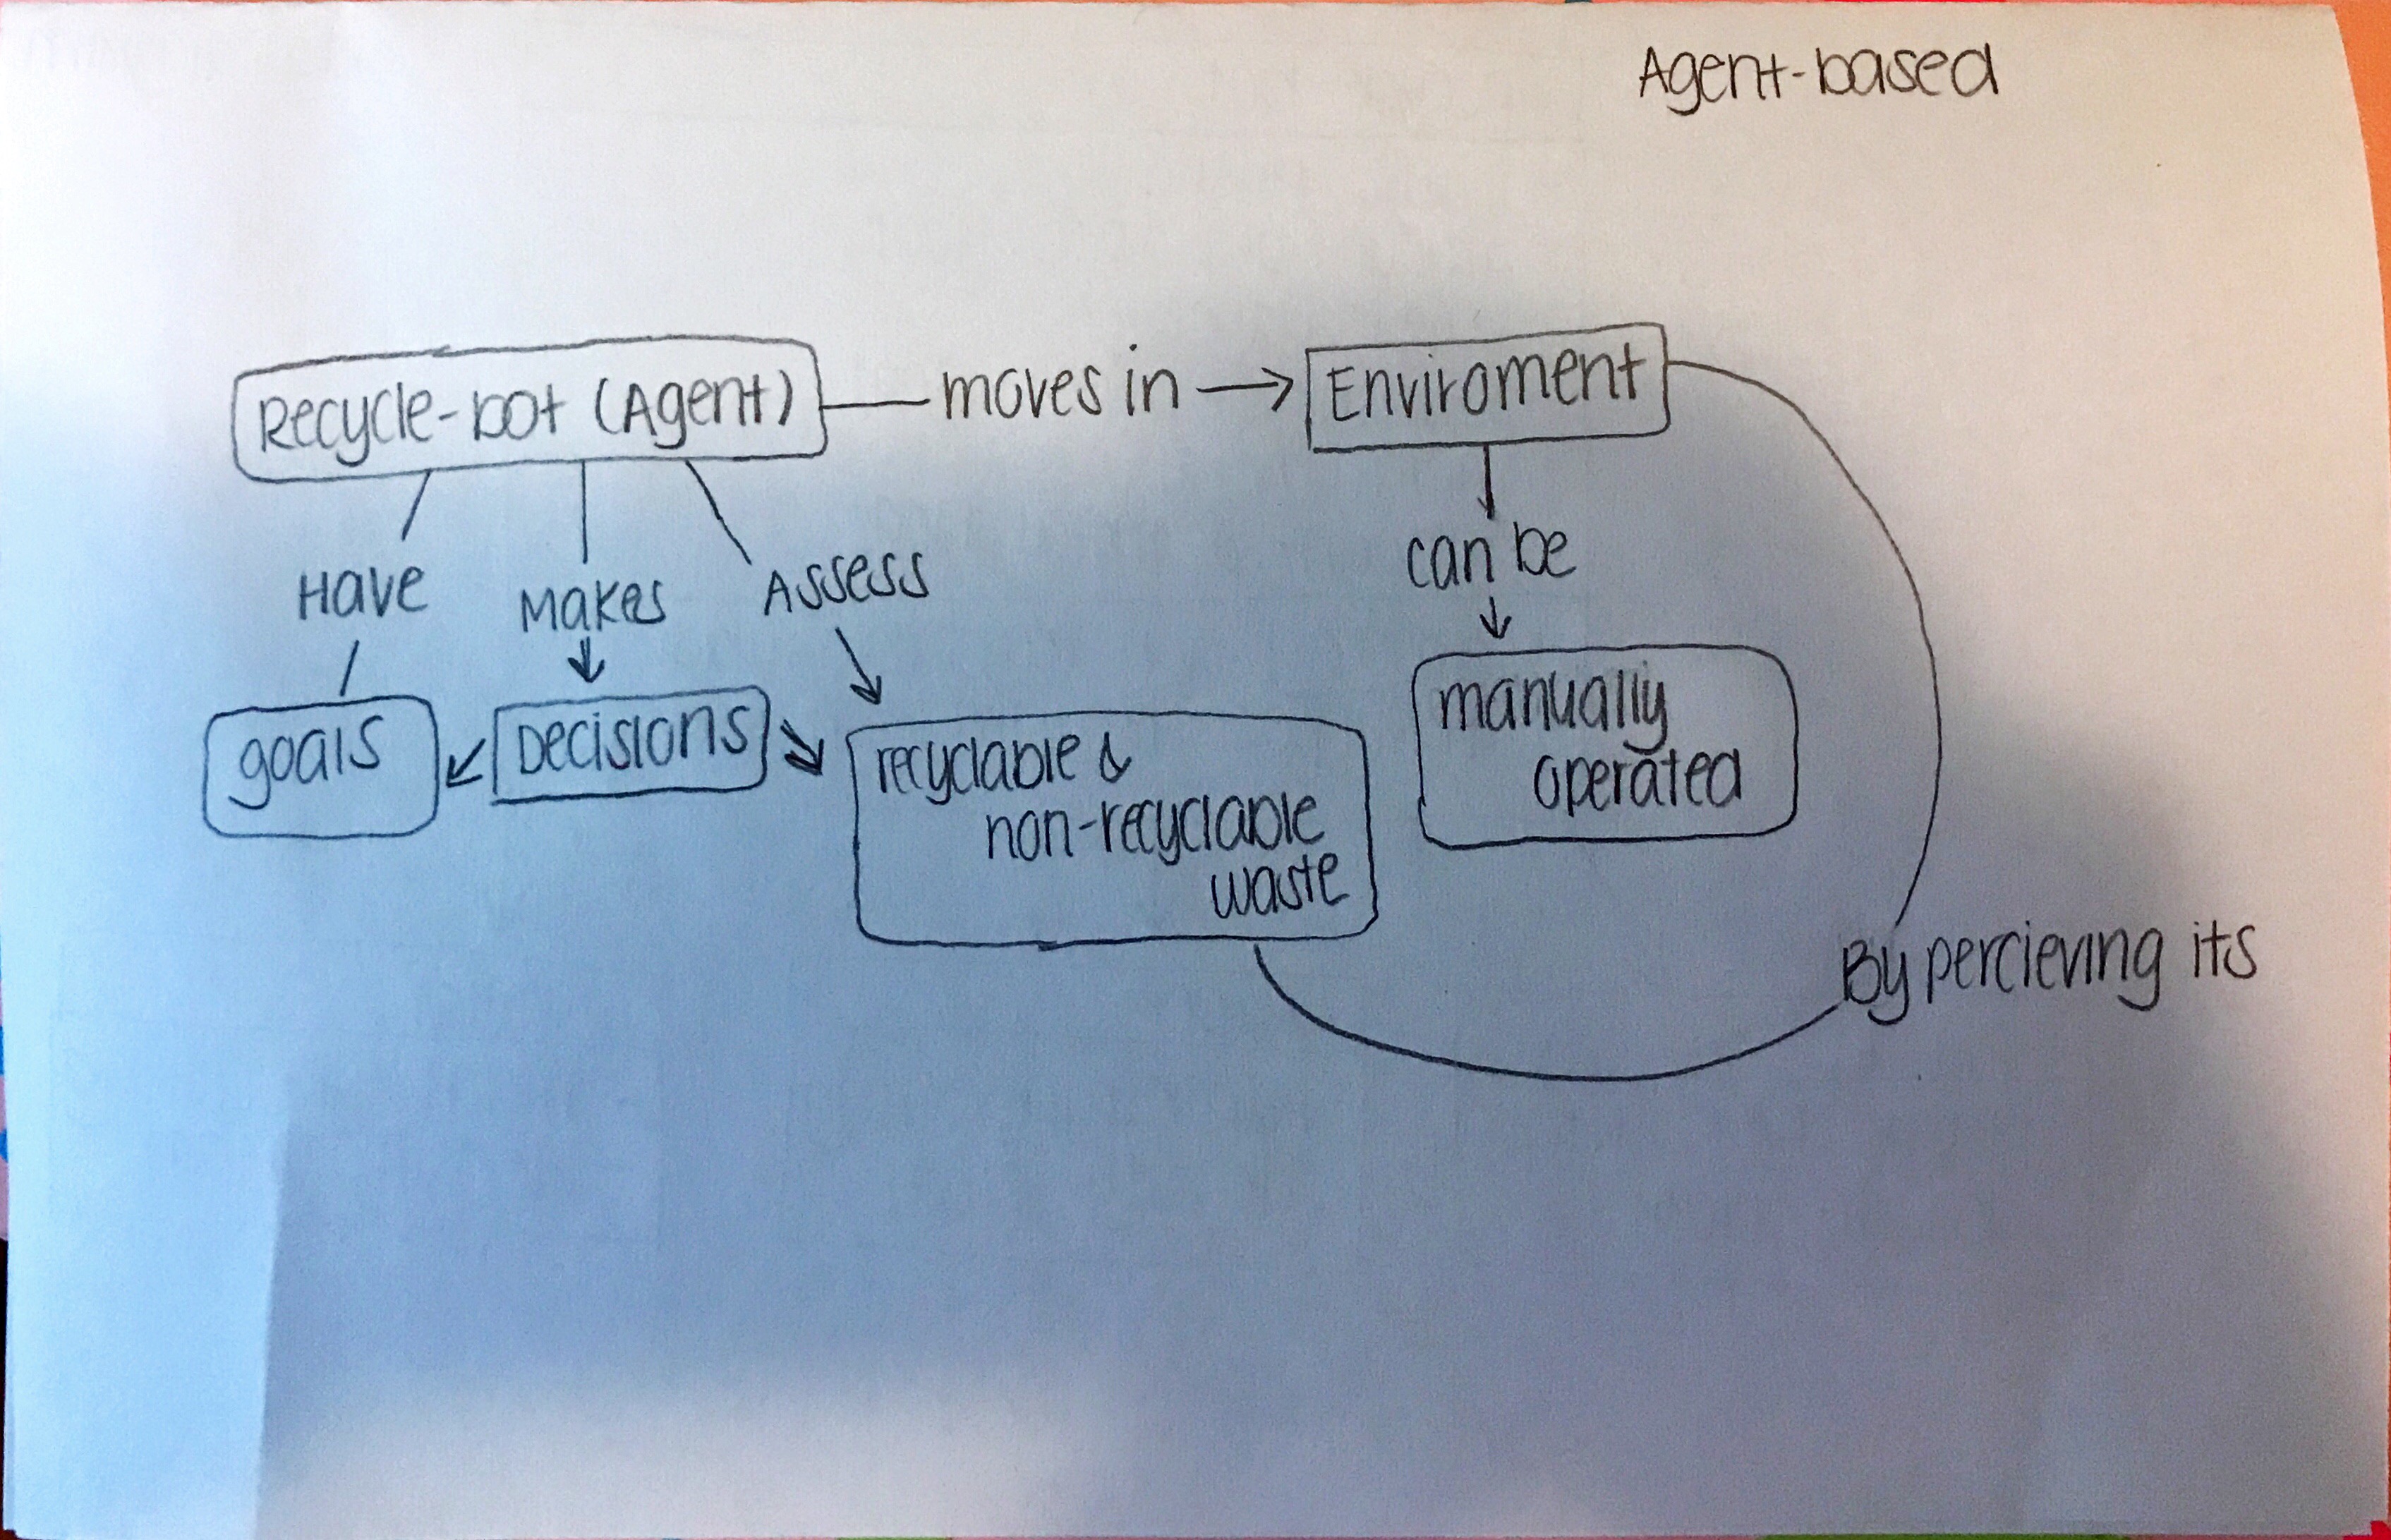 Agent-based
Recycle-bot (Agent)
moves in
Enviroment
Have
Makes
Assess
can be
goals
Decisions
recyclable &
non-recyclable
waste
manually
operated
By percieving its